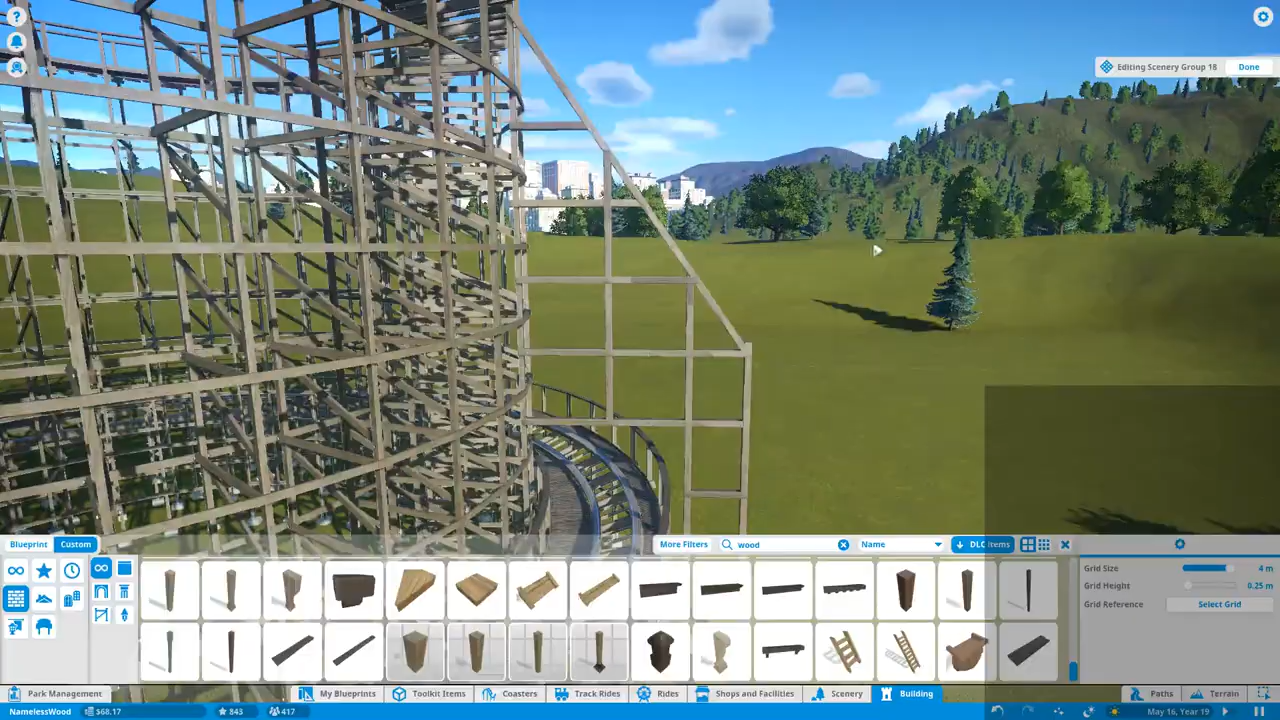 Editing Scenery Group 18 Done
Blueprint Custom More Filters wood Name DLC Items
Grid Size 4 m
Grid Height 0.25 m
Grid Reference Select Grid
Park Management My Blueprints Toolkit Items Coasters Track Rides Rides Shops and Facilities Scenery Building Paths Terrain
NamelessWood $68.17 843 417 May 16, Year 19